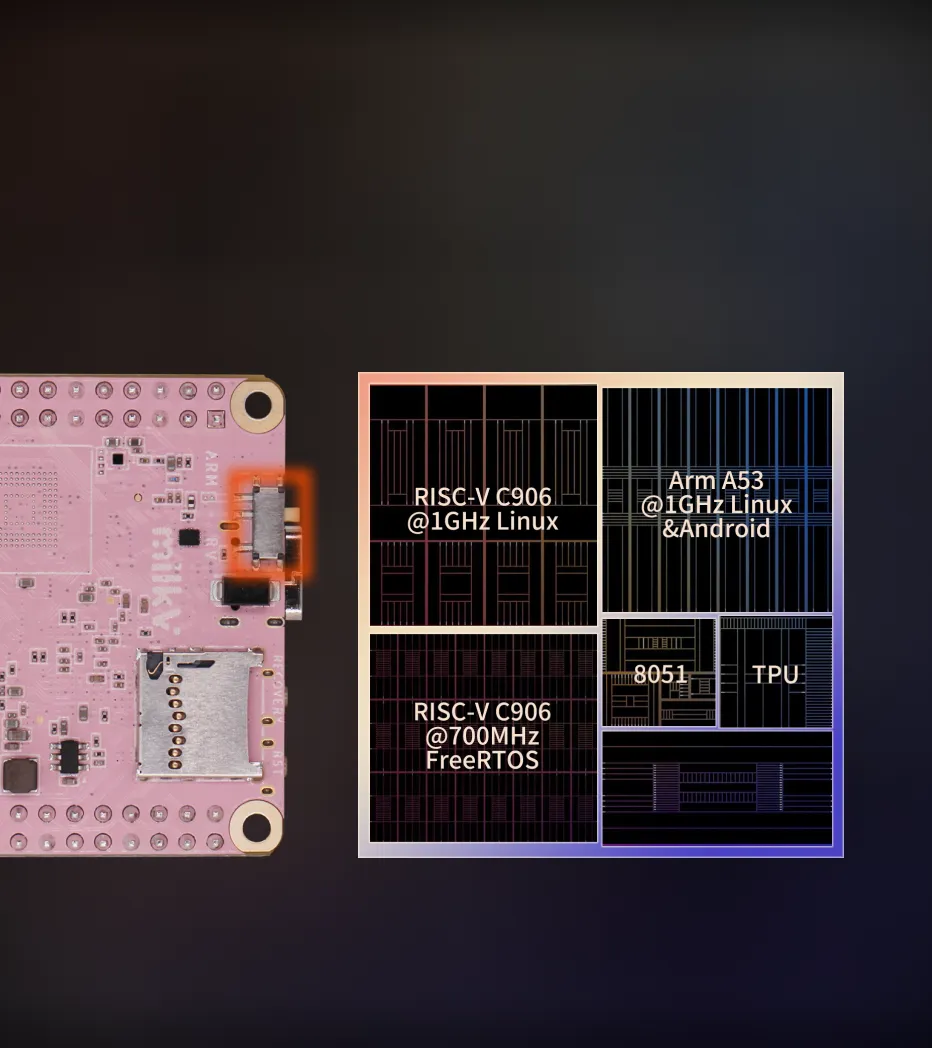 ARM
RV
milkv.
RECOVERY
RST
RISC-V C906
@1GHz Linux
Arm A53
@1GHz Linux
&Android
8051
TPU
RISC-V C906
@700MHz
FreeRTOS